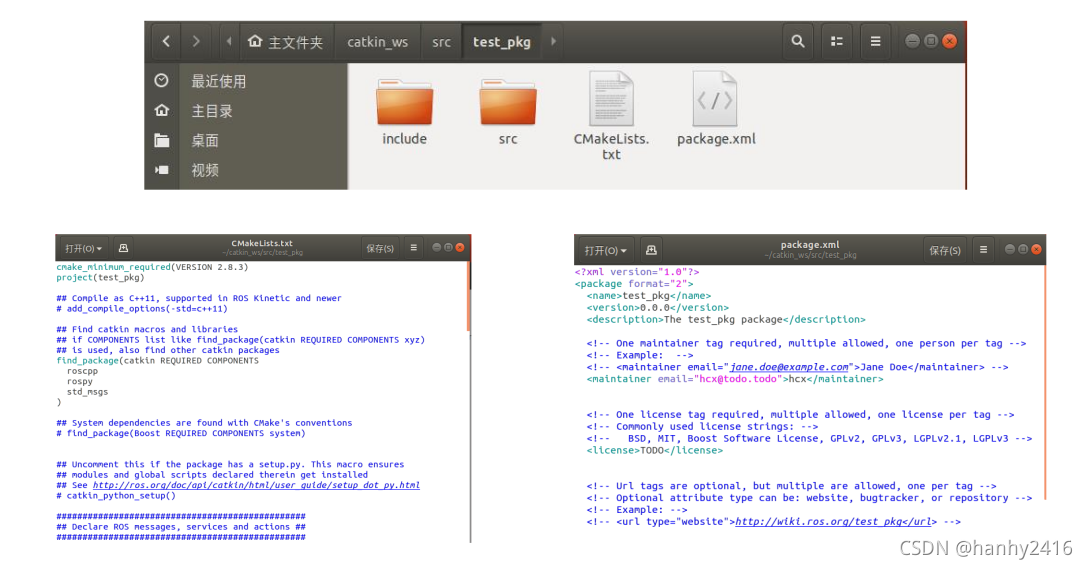 主文件夹 catkin_ws src test_pkg
最近使用
主目录
桌面
视频
include
src
CMakeLists.
txt
package.xml
打开(O)
CMakeLists.txt
~/catkin_ws/src/test_pkg
保存(S)
cmake_minimum_required(VERSION 2.8.3)
project(test_pkg)
## Compile as C++11, supported in ROS Kinetic and newer
# add_compile_options(-std=c++11)
## Find catkin macros and libraries
## if COMPONENTS list like find_package(catkin REQUIRED COMPONENTS xyz)
## is used, also find other catkin packages
find_package(catkin REQUIRED COMPONENTS
  roscpp
  rospy
  std_msgs
)
## System dependencies are found with CMake's conventions
# find_package(Boost REQUIRED COMPONENTS system)
## Uncomment this if the package has a setup.py. This macro ensures
## modules and global scripts declared therein get installed
## See http://ros.org/doc/api/catkin/html/user_guide/setup_dot_py.html
# catkin_python_setup()
################################################
## Declare ROS messages, services and actions ##
################################################
打开(O)
package.xml
~/catkin_ws/src/test_pkg
保存(S)
<?xml version="1.0"?>
<package format="2">
  <name>test_pkg</name>
  <version>0.0.0</version>
  <description>The test_pkg package</description>
  <!-- One maintainer tag required, multiple allowed, one person per tag -->
  <!-- Example:  -->
  <!-- <maintainer email="jane.doe@example.com">Jane Doe</maintainer> -->
  <maintainer email="hcx@todo.todo">hcx</maintainer>
  <!-- One license tag required, multiple allowed, one license per tag -->
  <!-- Commonly used license strings: -->
  <!--   BSD, MIT, Boost Software License, GPLv2, GPLv3, LGPLv2.1, LGPLv3 -->
  <license>TODO</license>
  <!-- Url tags are optional, but multiple are allowed, one per tag -->
  <!-- Optional attribute type can be: website, bugtracker, or repository -->
  <!-- Example: -->
  <!-- <url type="website">http://wiki.ros.org/test_pkg</url> -->
CSDN @hanhy2416